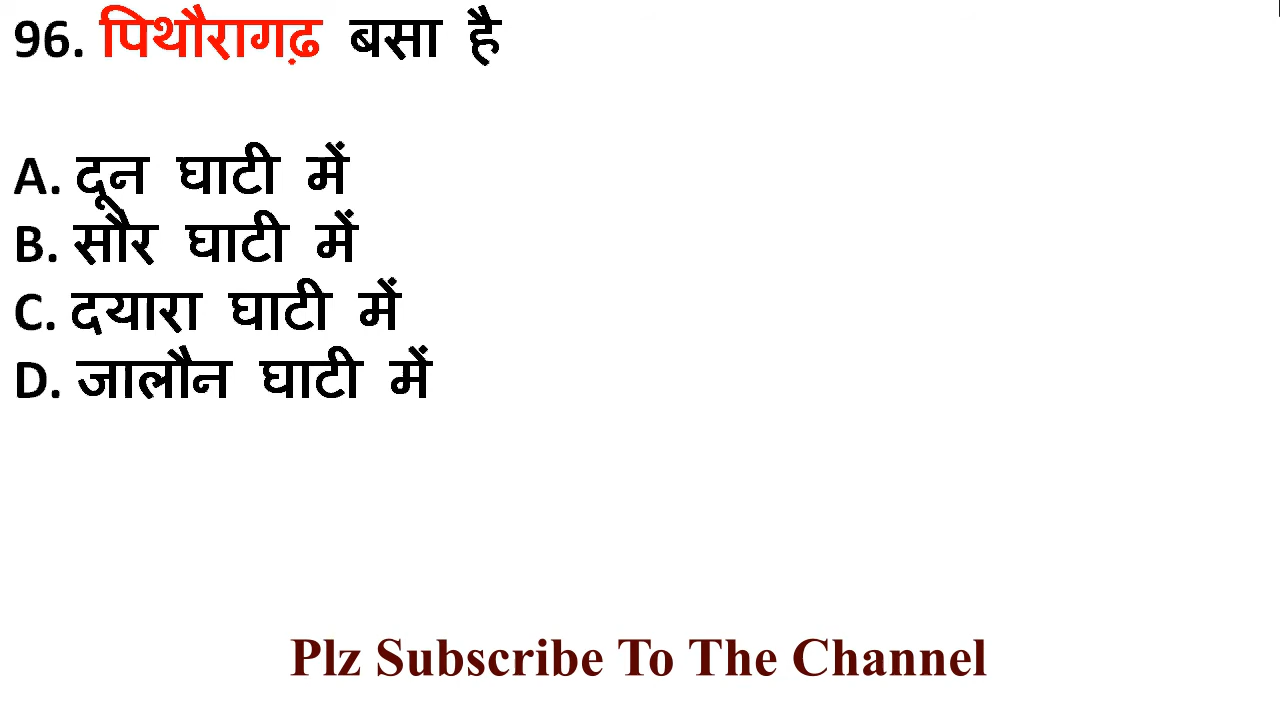 96. पिथौरागढ़ बसा है
A. दून घाटी में
B. सौर घाटी में
C. दयारा घाटी में
D. जालौन घाटी में
Plz Subscribe To The Channel